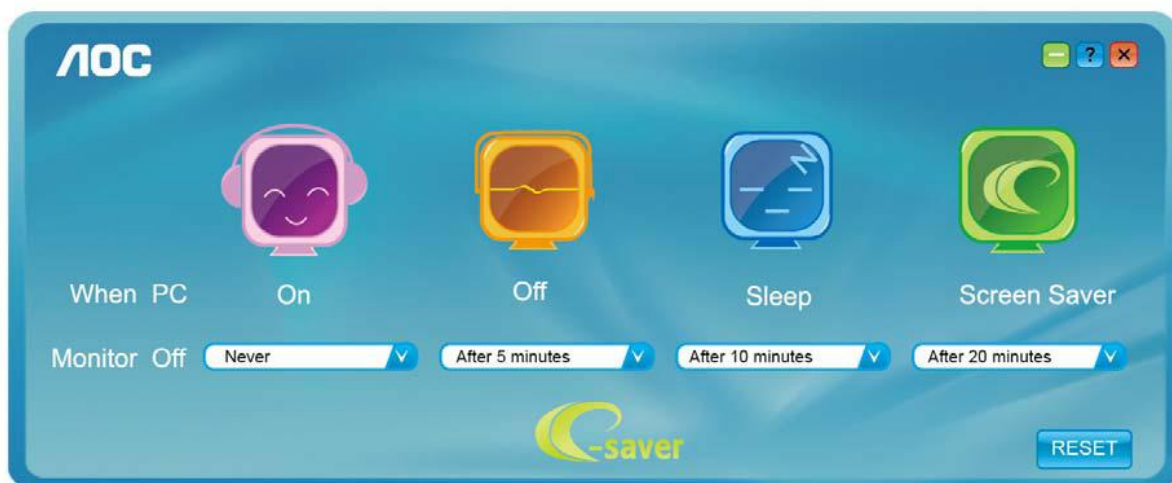 AOC
?
When PC On Off Sleep Screen Saver
Monitor Off Never After 5 minutes After 10 minutes After 20 minutes
e-saver
RESET